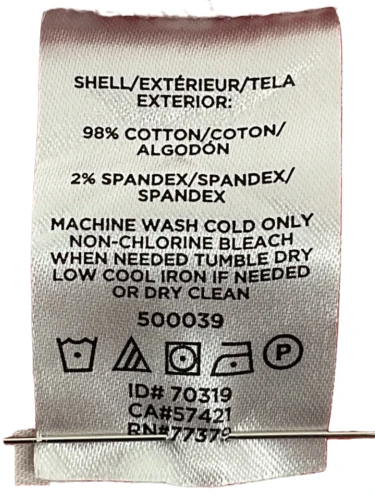 SHELL/EXTÉRIEUR/TELA
EXTERIOR:
98% COTTON/COTON/
ALGODÓN
2% SPANDEX/SPANDEX/
SPANDEX
MACHINE WASH COLD ONLY
NON-CHLORINE BLEACH
WHEN NEEDED TUMBLE DRY
LOW COOL IRON IF NEEDED
OR DRY CLEAN
500039
P
ID# 70319
CA#57421
RN#77379